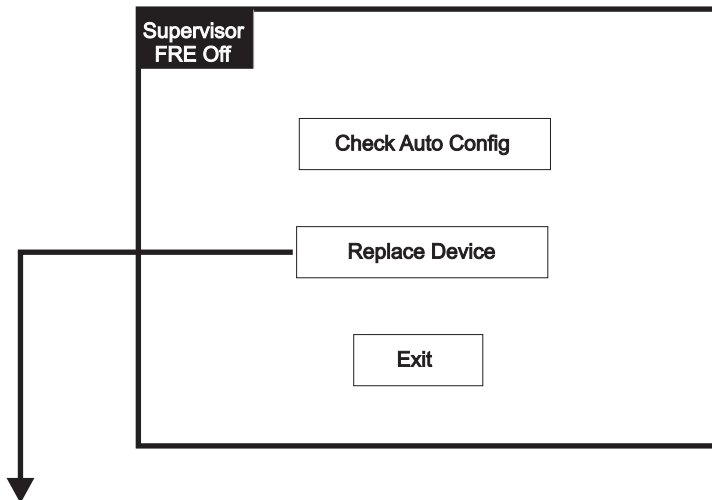 Supervisor
FRE Off
Check Auto Config
Replace Device
Exit